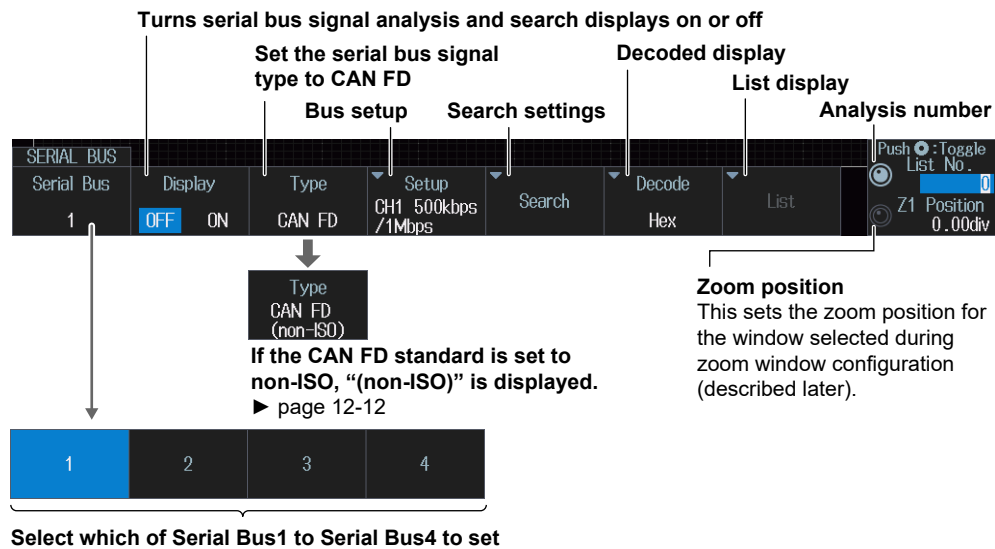 Turns serial bus signal analysis and search displays on or off
Set the serial bus signal
type to CAN FD
Decoded display
List display
Bus setup
Search settings
Analysis number
SERIAL BUS
Serial Bus
1
Display
OFF ON
Type
CAN FD
Setup
CH1 500kbps
/1Mbps
Search
Decode
Hex
List
Push :Toggle
List No.
0
Z1 Position
0.00div
Type
CAN FD
(non-ISO)
If the CAN FD standard is set to
non-ISO, “(non-ISO)” is displayed.
► page 12-12
Zoom position
This sets the zoom position for
the window selected during
zoom window configuration
(described later).
1 2 3 4
Select which of Serial Bus1 to Serial Bus4 to set